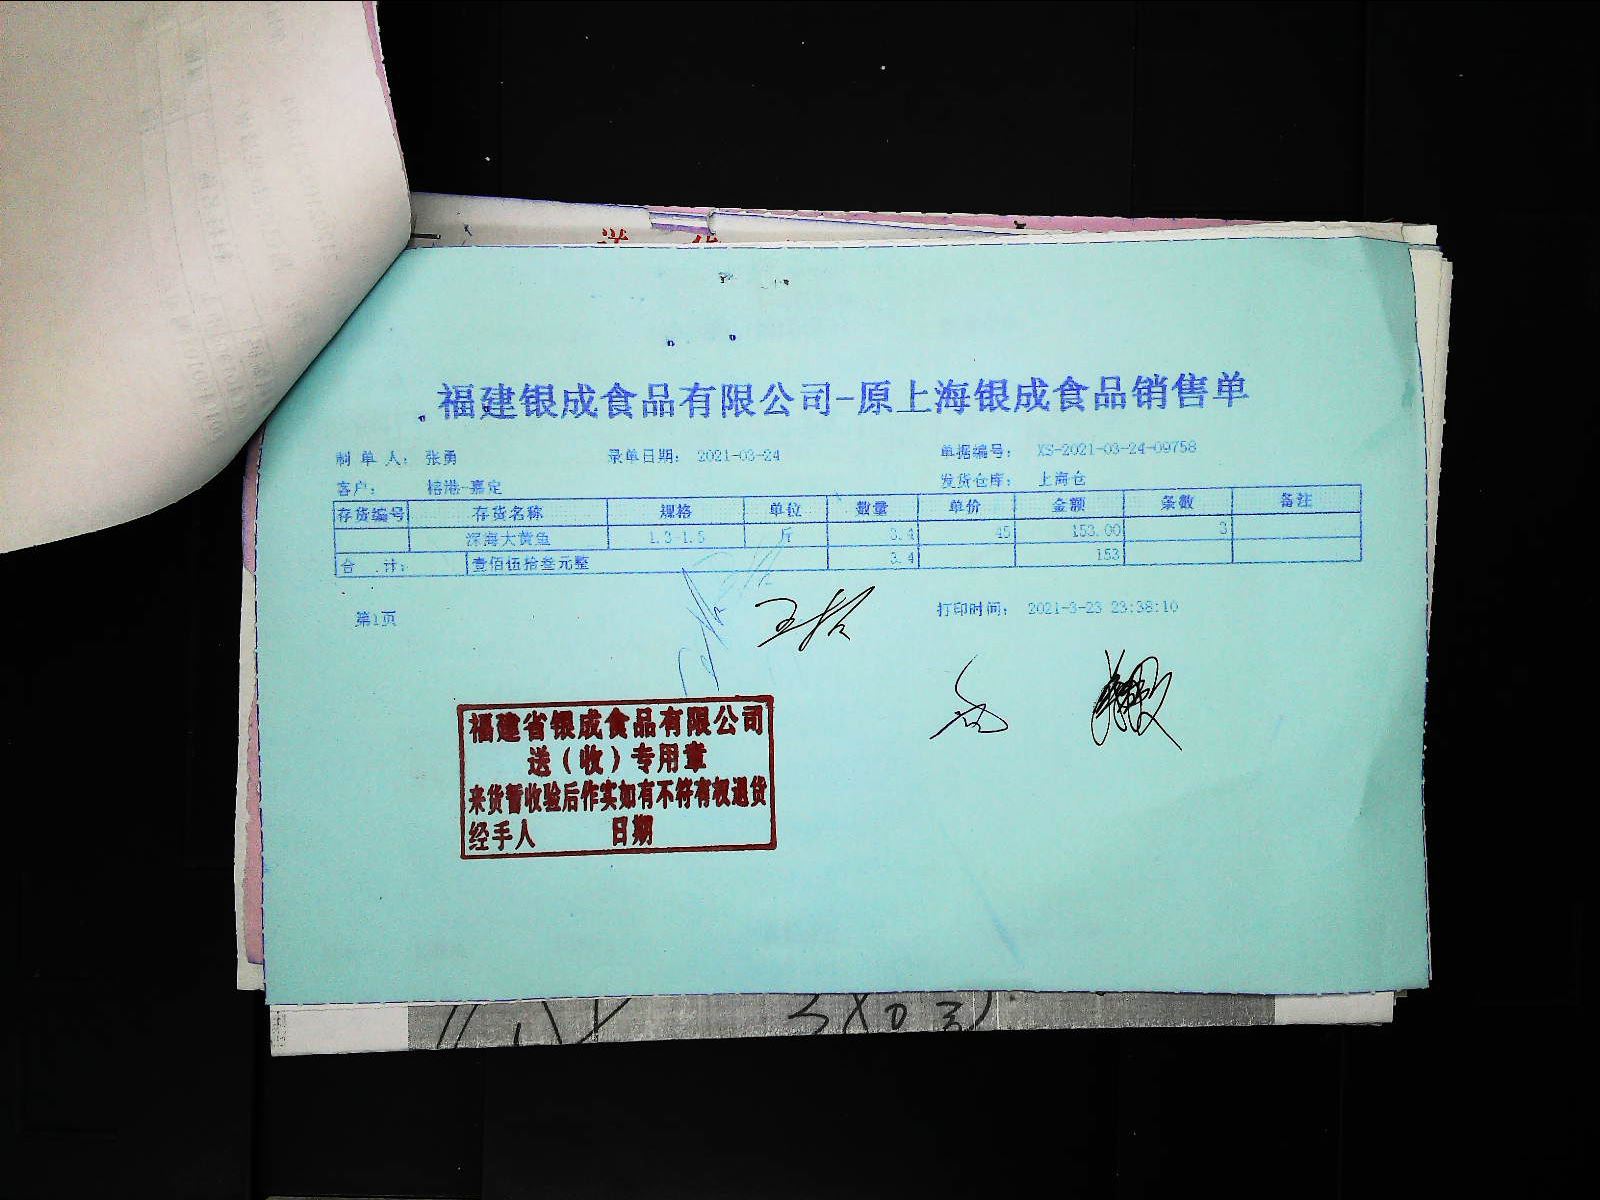 福建银成食品有限公司-原上海银成食品销售单
制 单 人: 张勇 录单日期: 2021-03-24 单据编号: XS-2021-03-24-09758
客户: 榕港-嘉定 发货仓库: 上海仓
存货编号 存货名称 规格 单位 数量 单价 金额 条数 备注
深海大黄鱼 1.3-1.5 斤 3.4 45 153.00 3
合 计: 壹佰伍拾叁元整 3.4 153
第1页 打印时间: 2021-3-23 23:38:10
福建省银成食品有限公司
送(收)专用章
来货暂收验后作实如有不符有权退货
经手人 日期